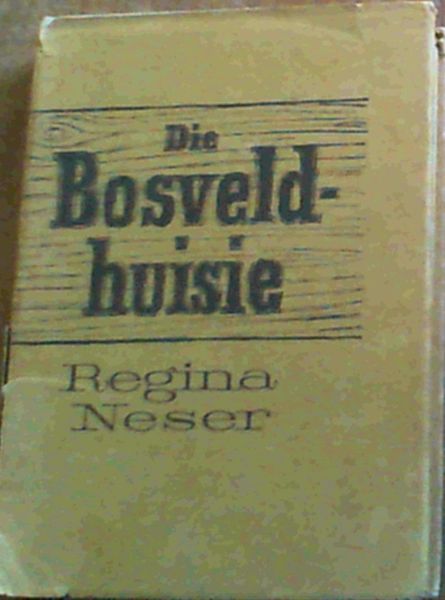 Die
Bosveld-
huisie
Regina
Neser